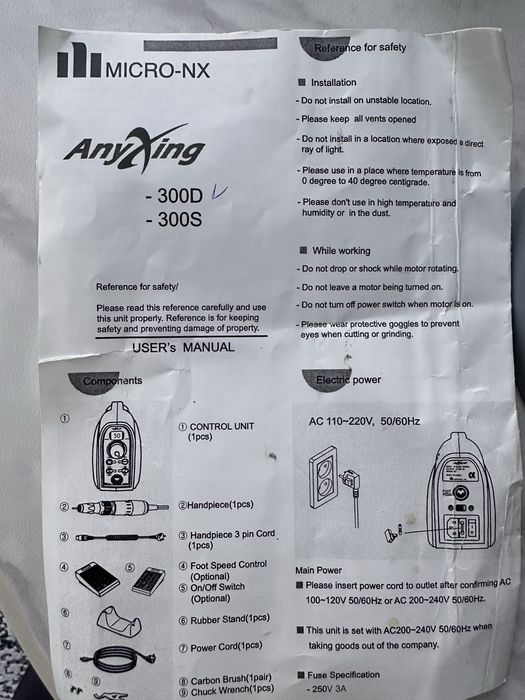 MICRO-NX
AnyXing
- 300D
- 300S
Reference for safety/
Please read this reference carefully and use
this unit properly. Reference is for keeping
safety and preventing damage of property.
USER's MANUAL
Reference for safety
■ Installation
- Do not install on unstable location.
- Please keep all vents opened
- Do not install in a location where exposed a direct
ray of light.
- Please use in a place where temperature is from
0 degree to 40 degree centigrade.
- Please don't use in high temperature and
humidity or in the dust.
■ While working
- Do not drop or shock while motor rotating.
- Do not leave a motor being turned on.
- Do not turn off power switch when motor is on.
- Please wear protective goggles to prevent
eyes when cutting or grinding.
Components
①
50
②
③
④
⑤
⑥
⑦
⑧
⑨
① CONTROL UNIT
(1pcs)
②Handpiece(1pcs)
③ Handpiece 3 pin Cord
(1pcs)
④ Foot Speed Control
(Optional)
⑤ On/Off Switch
(Optional)
⑥ Rubber Stand(1pcs)
⑦ Power Cord(1pcs)
⑧ Carbon Brush(1pair)
⑨ Chuck Wrench(1pcs)
Electric power
AC 110~220V, 50/60Hz
AnyXing
Main Power
■ Please insert power cord to outlet after confirming AC
100~120V 50/60Hz or AC 200~240V 50/60Hz.
■ This unit is set with AC200~240V 50/60Hz when
taking goods out of the company.
■ Fuse Specification
- 250V 3A